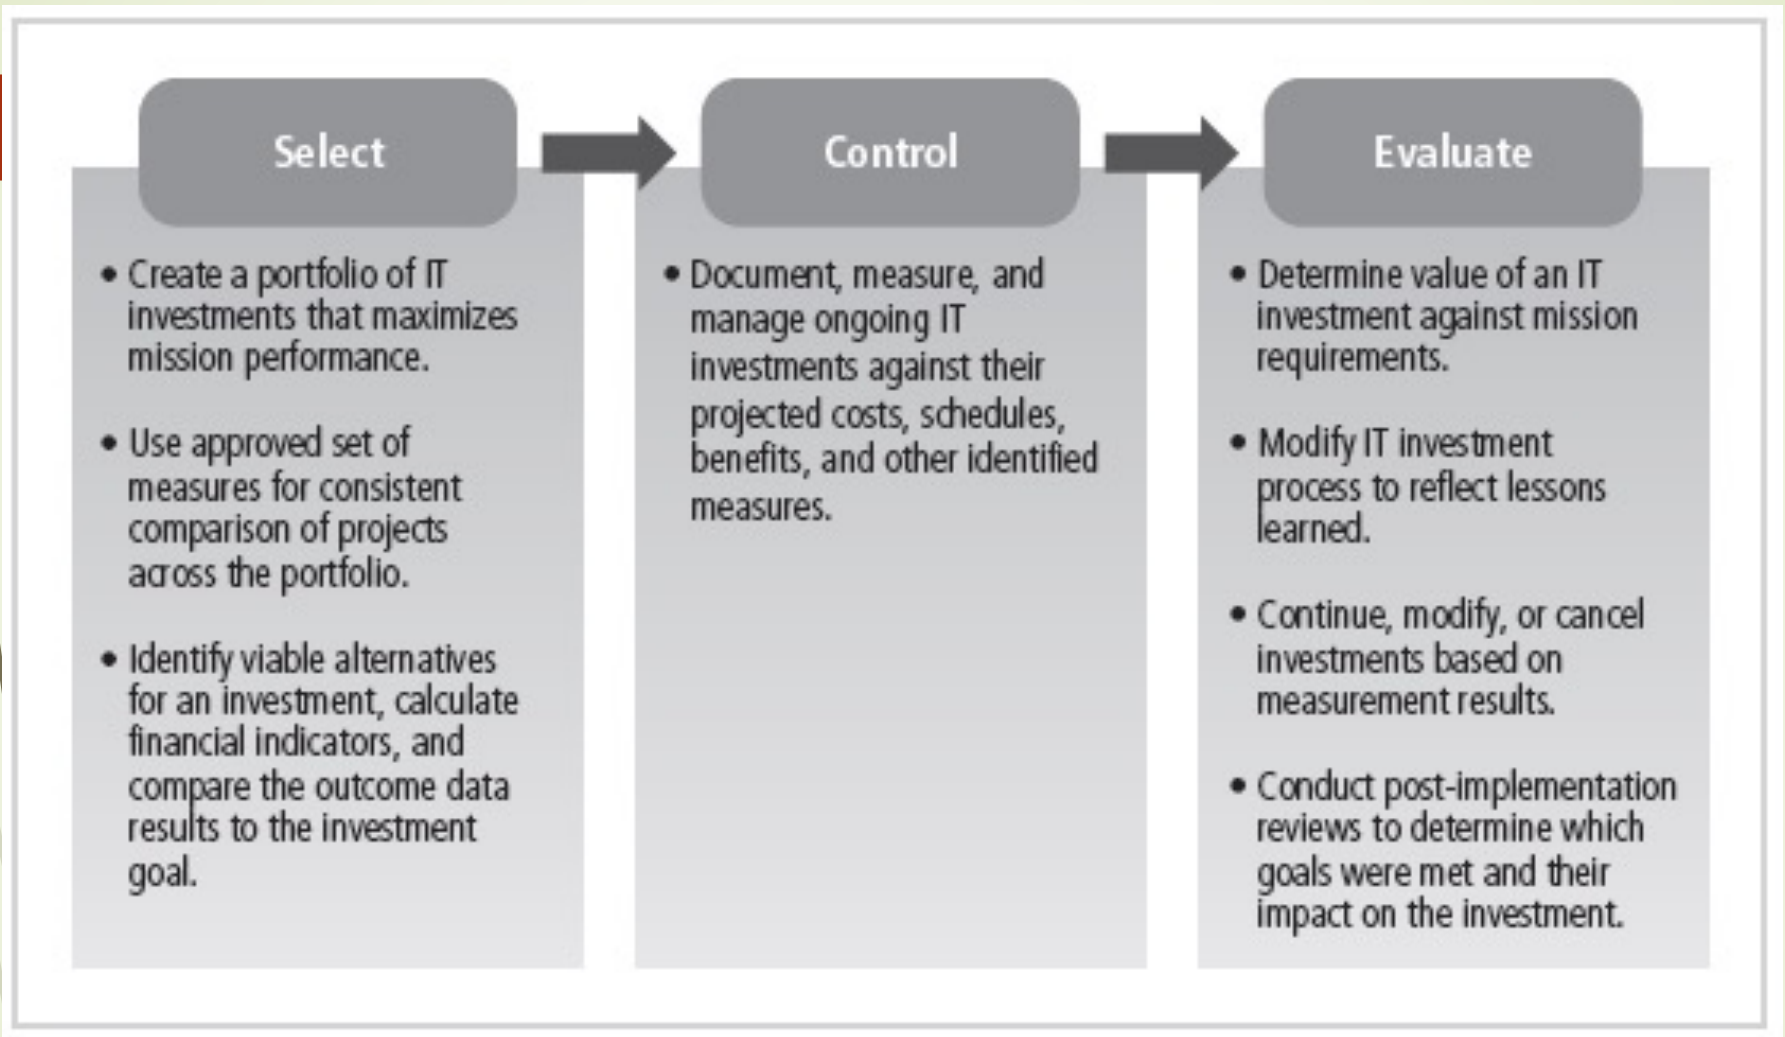 Select
• Create a portfolio of IT
investments that maximizes
mission performance.
• Use approved set of
measures for consistent
comparison of projects
across the portfolio.
• Identify viable alternatives
for an investment, calculate
financial indicators, and
compare the outcome data
results to the investment
goal.
Control
• Document, measure, and
manage ongoing IT
investments against their
projected costs, schedules,
benefits, and other identified
measures.
Evaluate
• Determine value of an IT
investment against mission
requirements.
• Modify IT investment
process to reflect lessons
learned.
• Continue, modify, or cancel
investments based on
measurement results.
• Conduct post-implementation
reviews to determine which
goals were met and their
impact on the investment.